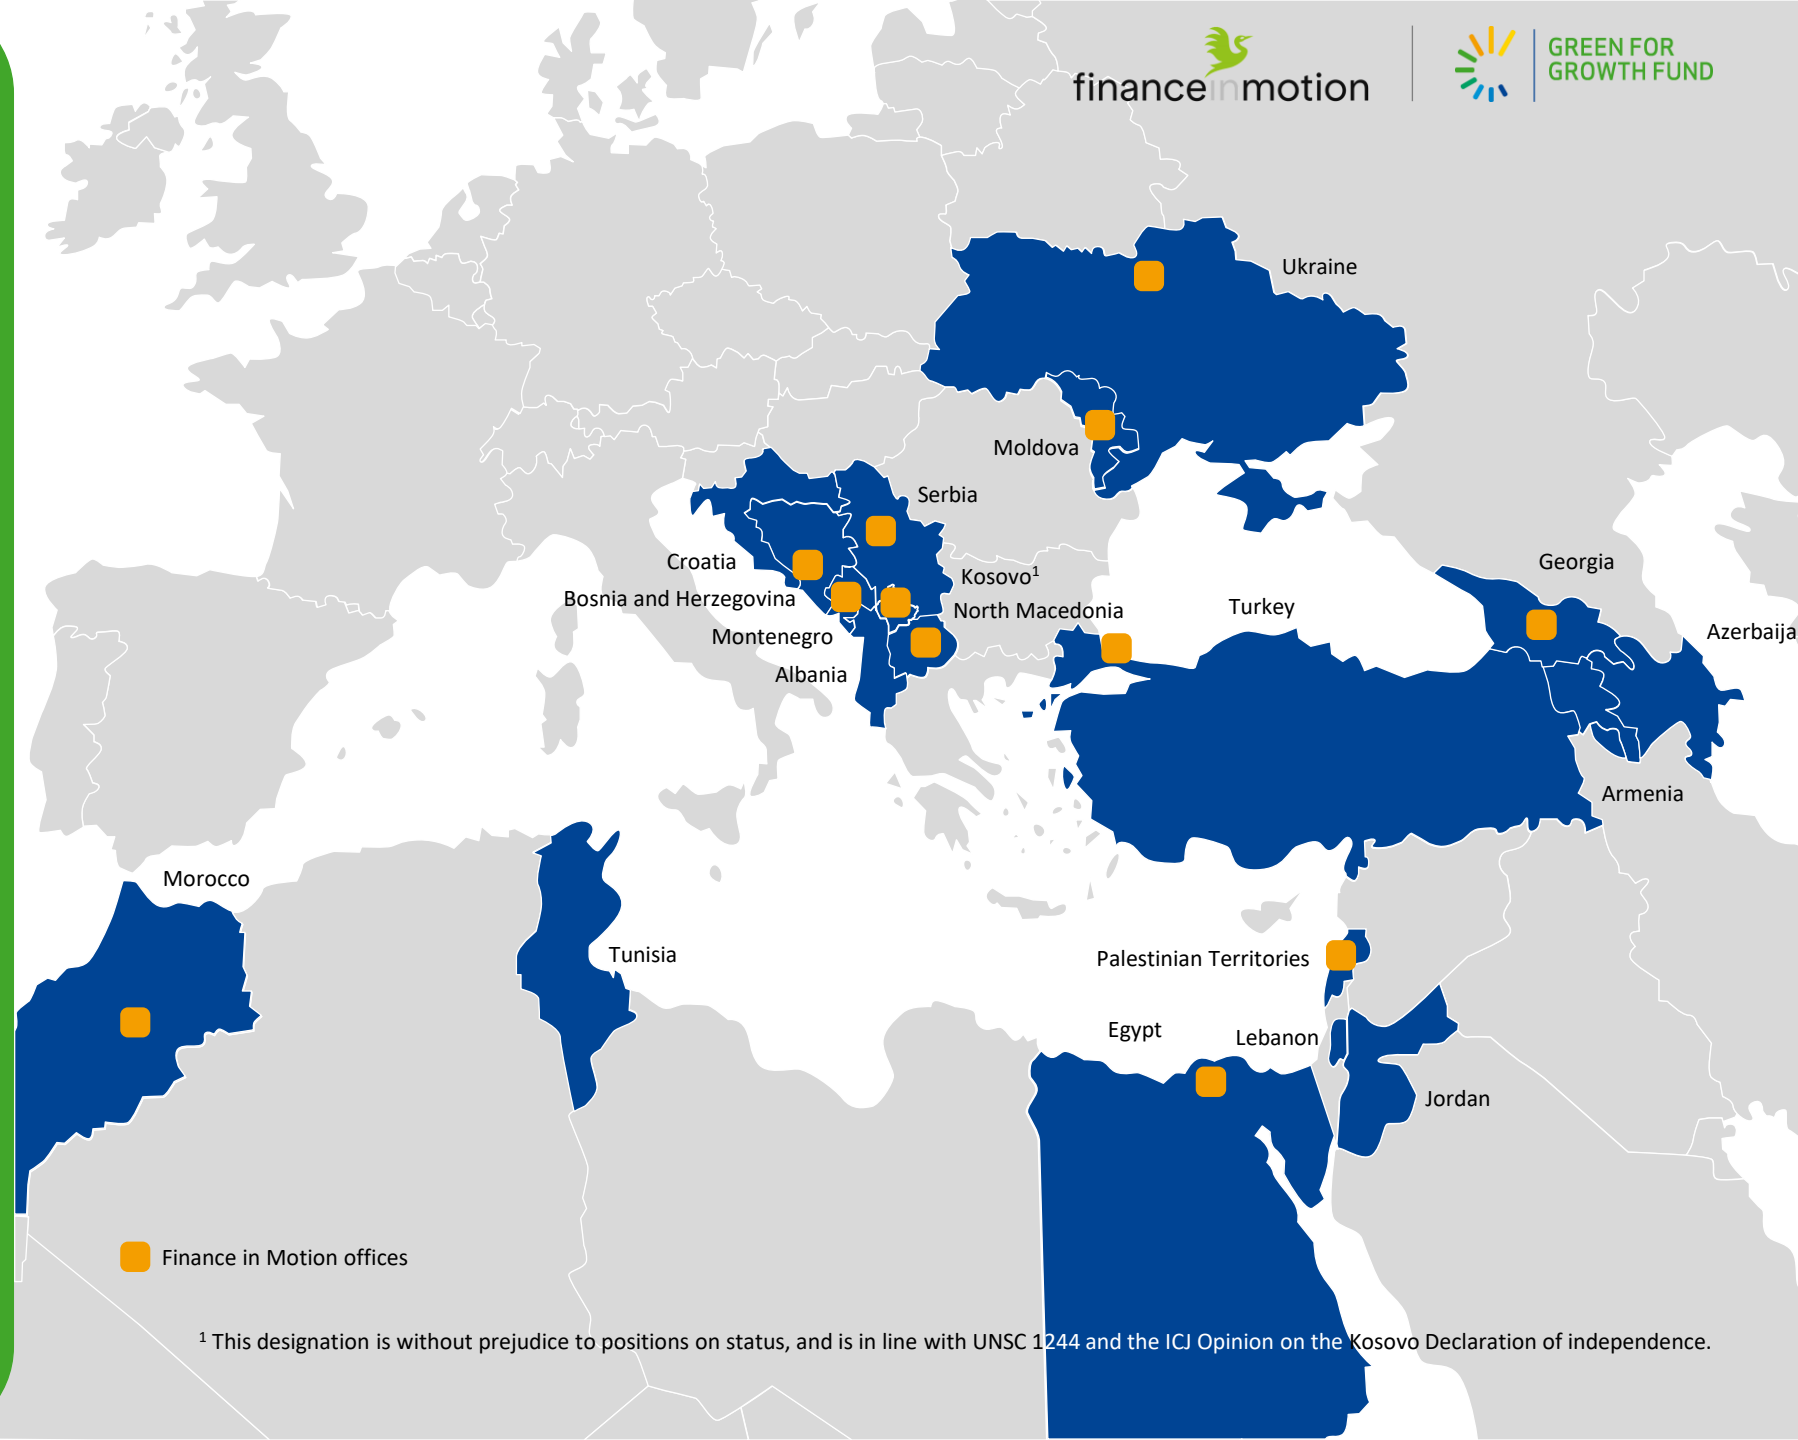 financeinmotion
GREEN FOR
GROWTH FUND
Ukraine
Moldova
Serbia
Croatia
Georgia
Kosovo¹
Bosnia and Herzegovina
North Macedonia
Turkey
Azerbaija
Montenegro
Albania
Armenia
Morocco
Tunisia
Palestinian Territories
Egypt
Lebanon
Jordan
Finance in Motion offices
¹ This designation is without prejudice to positions on status, and is in line with UNSC 1244 and the ICJ Opinion on the Kosovo Declaration of independence.